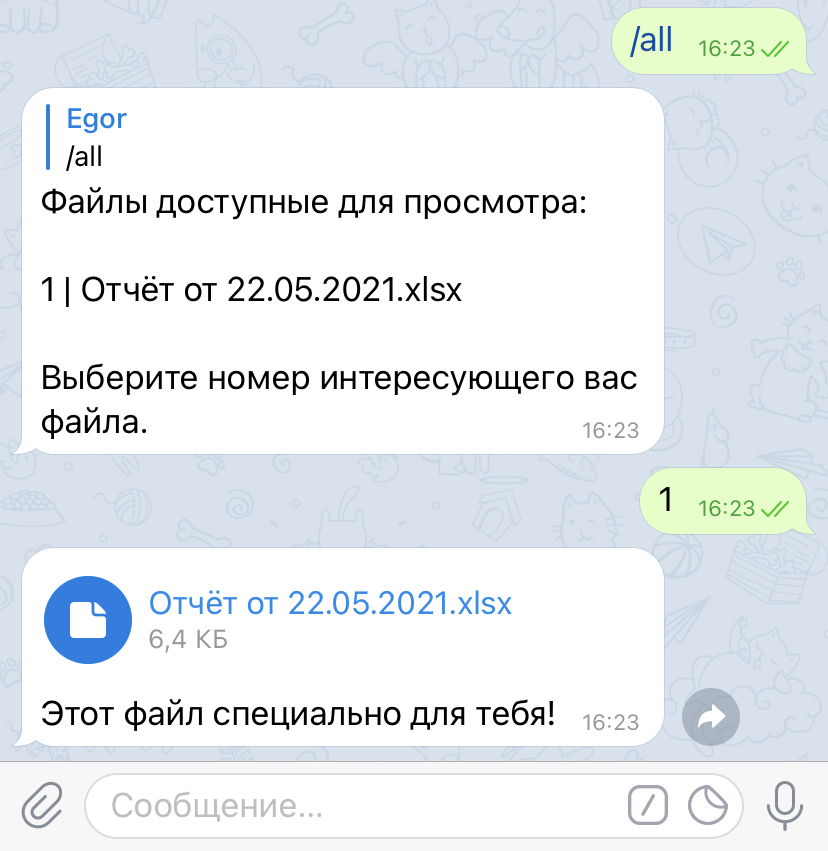 /all 16:23
Egor
/all
Файлы доступные для просмотра:
1 | Отчёт от 22.05.2021.xlsx
Выберите номер интересующего вас
файла. 16:23
1 16:23
Отчёт от 22.05.2021.xlsx
6,4 КБ
Этот файл специально для тебя! 16:23
Сообщение...